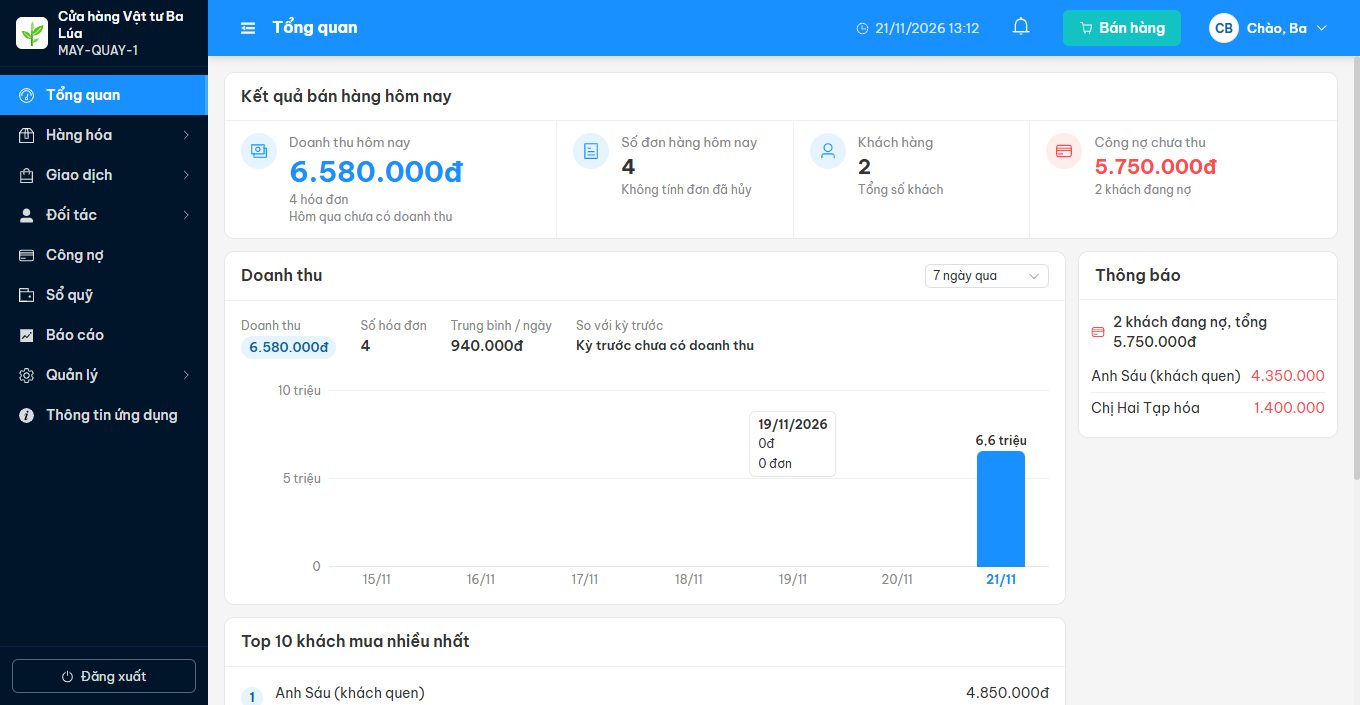 Cửa hàng Vật tư Ba
Lúa
MAY-QUAY-1
Tổng quan
Hàng hóa
Giao dịch
Đối tác
Công nợ
Sổ quỹ
Báo cáo
Quản lý
Thông tin ứng dụng
Đăng xuất
Tổng quan
21/11/2026 13:12
Bán hàng
CB
Chào, Ba
Kết quả bán hàng hôm nay
Doanh thu hôm nay
6.580.000đ
4 hóa đơn
Hôm qua chưa có doanh thu
Số đơn hàng hôm nay
4
Không tính đơn đã hủy
Khách hàng
2
Tổng số khách
Công nợ chưa thu
5.750.000đ
2 khách đang nợ
Doanh thu
7 ngày qua
Doanh thu
6.580.000đ
Số hóa đơn
4
Trung bình / ngày
940.000đ
So với kỳ trước
Kỳ trước chưa có doanh thu
10 triệu
5 triệu
0
19/11/2026
0đ
0 đơn
6,6 triệu
15/11
16/11
17/11
18/11
19/11
20/11
21/11
Thông báo
2 khách đang nợ, tổng
5.750.000đ
Anh Sáu (khách quen) 4.350.000
Chị Hai Tạp hóa 1.400.000
Top 10 khách mua nhiều nhất
1 Anh Sáu (khách quen) 4.850.000đ